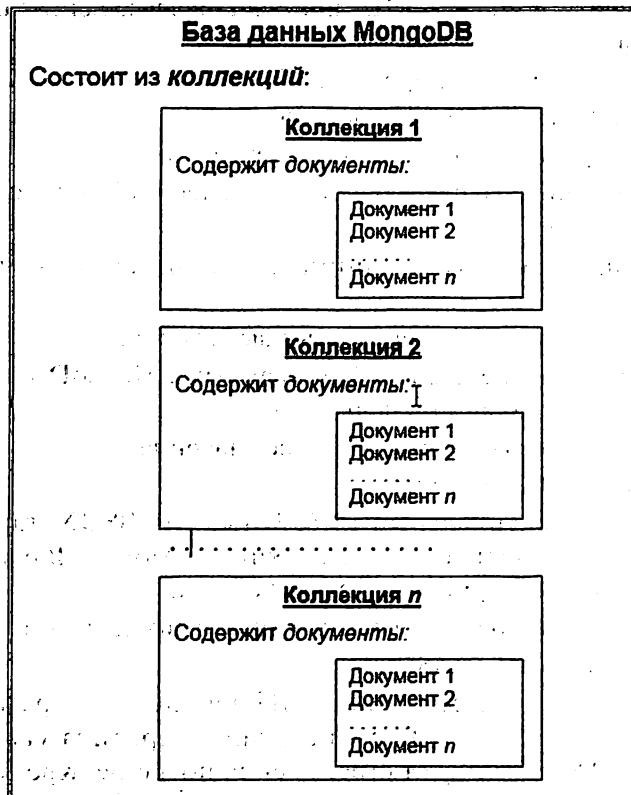 База данных MongoDB
Состоит из коллекций:
Коллекция 1
Содержит документы:
Документ 1
Документ 2
. . . . . .
Документ n
Коллекция 2
Содержит документы:
Документ 1
Документ 2
. . . . . .
Документ n
. . . . . . . . . . . . . . . . . . . .
Коллекция n
Содержит документы:
Документ 1
Документ 2
. . . . . .
Документ n